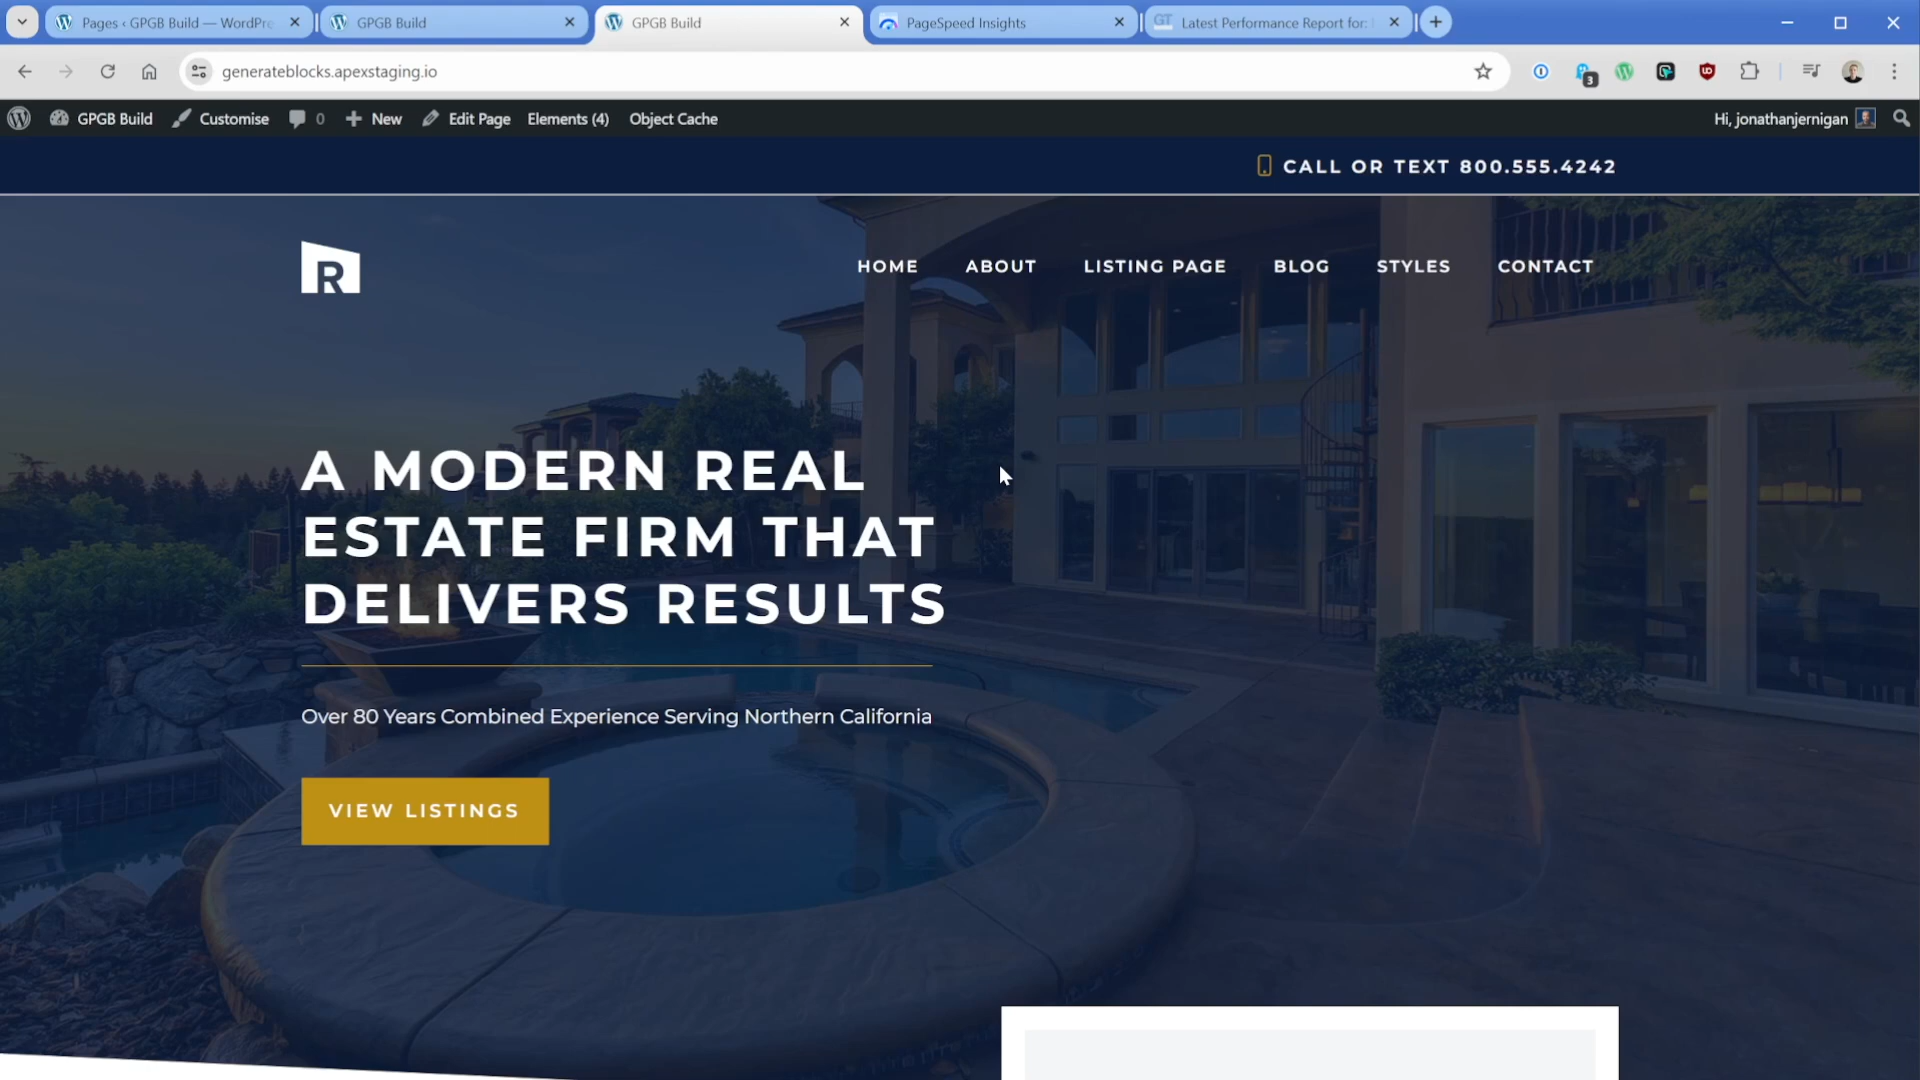 Pages ‹ GPGB Build — WordPre
GPGB Build
GPGB Build
PageSpeed Insights
GT Latest Performance Report for:
generateblocks.apexstaging.io
3
GPGB Build
Customise
0
New
Edit Page
Elements (4)
Object Cache
Hi, jonathanjernigan
CALL OR TEXT 800.555.4242
R
HOME
ABOUT
LISTING PAGE
BLOG
STYLES
CONTACT
A MODERN REAL
ESTATE FIRM THAT
DELIVERS RESULTS
Over 80 Years Combined Experience Serving Northern California
VIEW LISTINGS